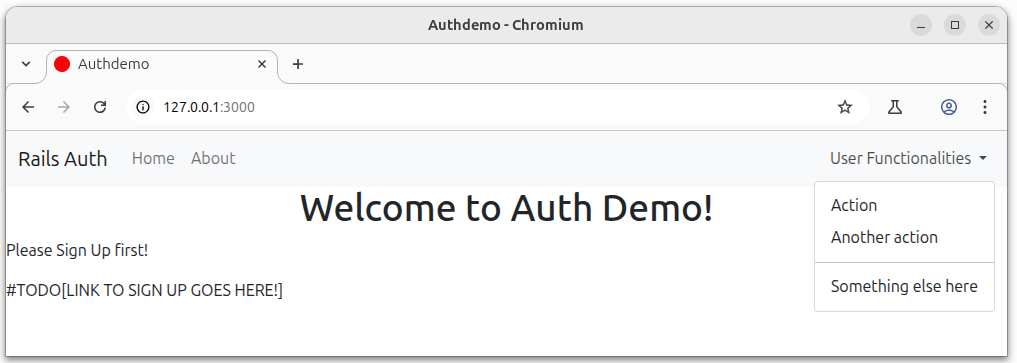 Authdemo - Chromium
Authdemo
127.0.0.1:3000
Rails Auth Home About User Functionalities
Action
Another action
Something else here
Welcome to Auth Demo!
Please Sign Up first!
#TODO[LINK TO SIGN UP GOES HERE!]